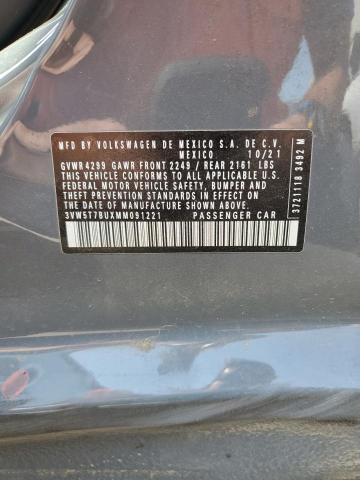 MFD BY VOLKSWAGEN DE MEXICO S.A. DE C.V.
MEXICO 10/21
GVWR4299 GAWR FRONT 2249 / REAR 2161 LBS
THIS VEHICLE CONFORMS TO ALL APPLICABLE U.S.
FEDERAL MOTOR VEHICLE SAFETY, BUMPER AND
THEFT PREVENTION STANDARDS IN EFFECT ON THE
DATE OF MANUFACTURE SHOWN ABOVE.
3VW5T7BUXMM091221 PASSENGER CAR
3721118 3492 M